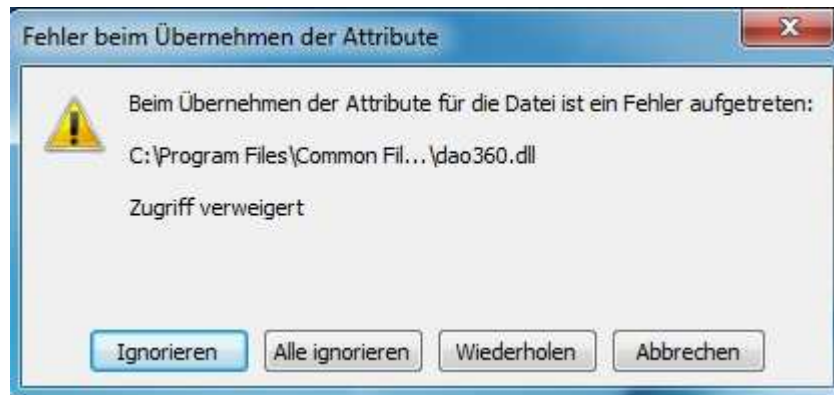 Fehler beim Übernehmen der Attribute
Beim Übernehmen der Attribute für die Datei ist ein Fehler aufgetreten:
C:\Program Files\Common Fil...\dao360.dll
Zugriff verweigert
Ignorieren Alle ignorieren Wiederholen Abbrechen